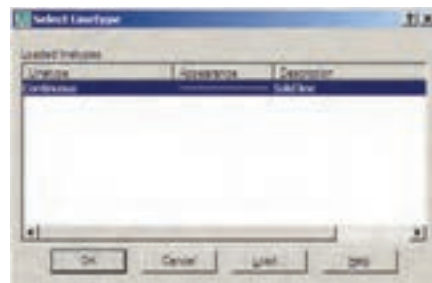 Select Linetype
Loaded linetypes
Linetype Appearance Description
Continuous Solid line
OK Cancel Load... Help